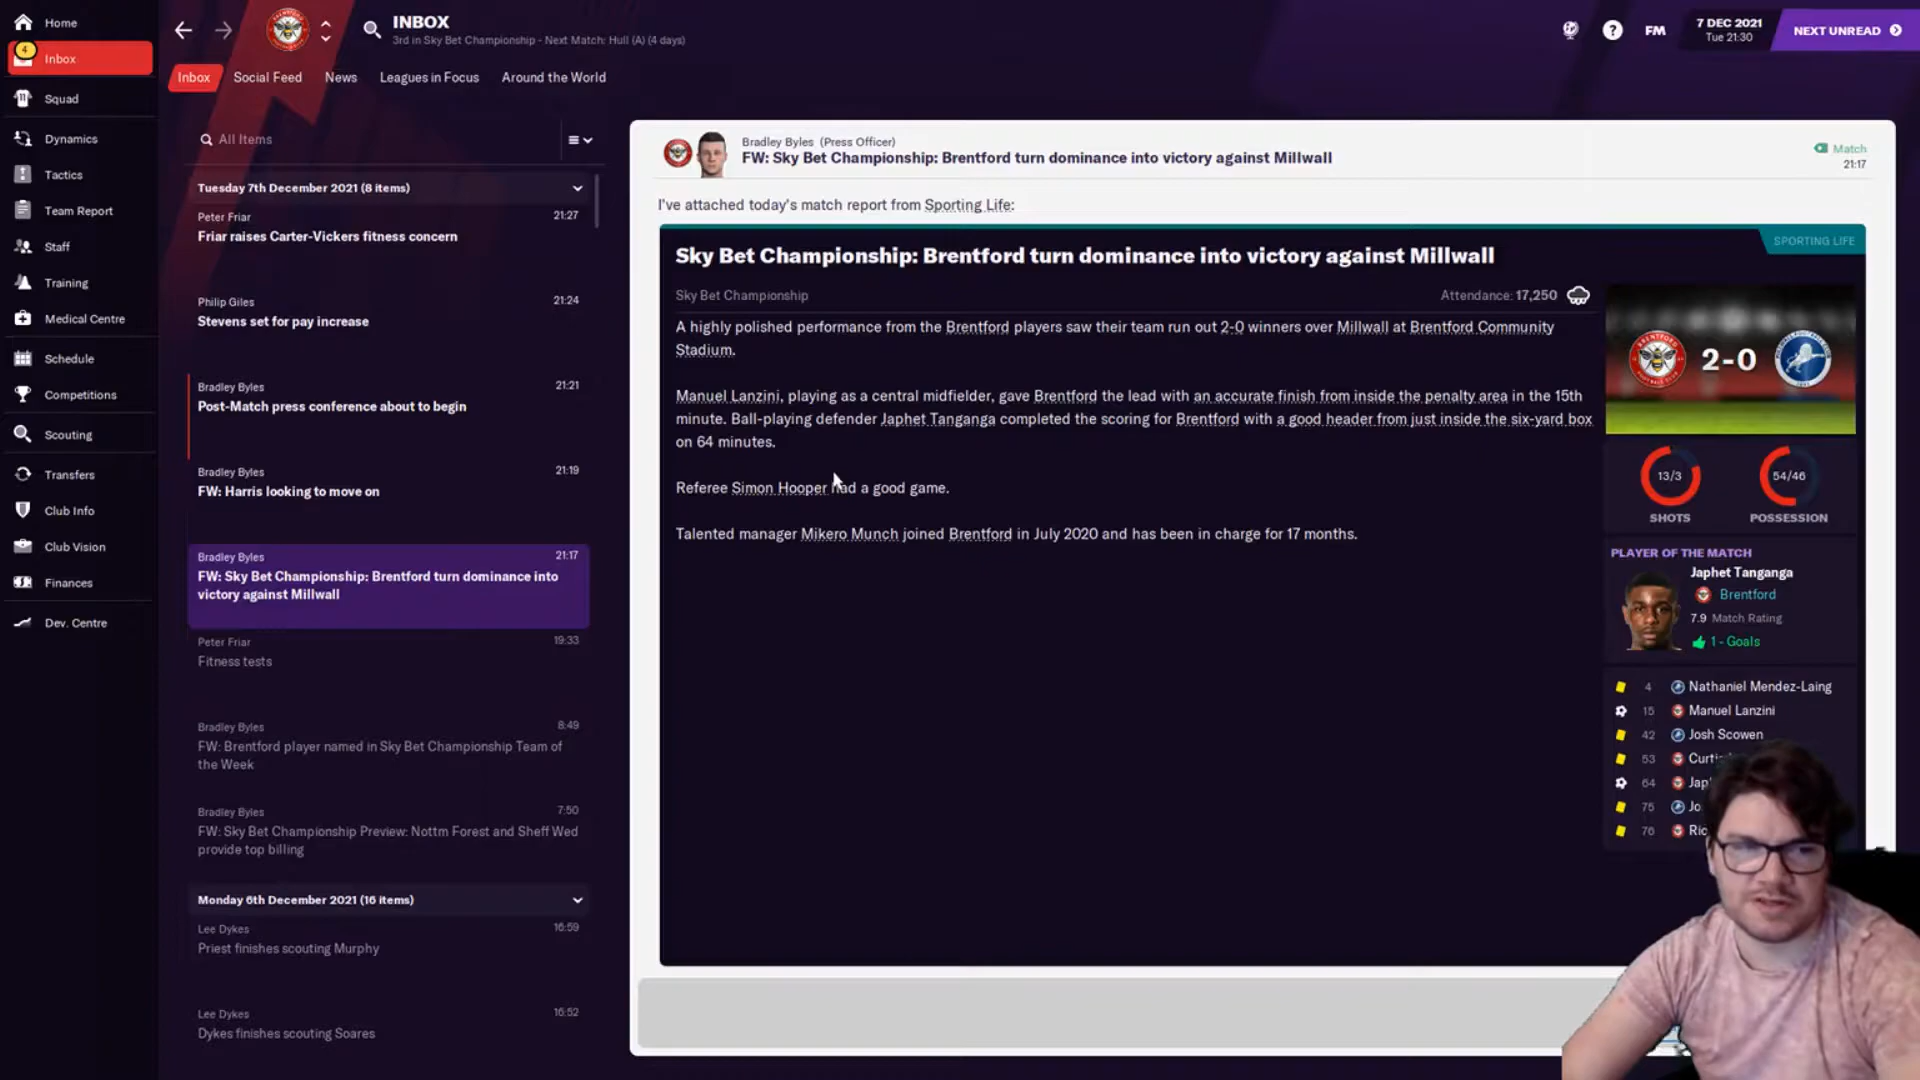 Home
4
Inbox
Squad
Dynamics
Tactics
Team Report
Staff
Training
Medical Centre
Schedule
Competitions
Scouting
Transfers
Club Info
Club Vision
Finances
Dev. Centre
INBOX
3rd in Sky Bet Championship - Next Match: Hull (A) (4 days)
FM
7 DEC 2021
Tue 21:30
NEXT UNREAD
Inbox Social Feed News Leagues in Focus Around the World
All Items
Tuesday 7th December 2021 (8 items)
Peter Friar 21:27
Friar raises Carter-Vickers fitness concern
Philip Giles 21:24
Stevens set for pay increase
Bradley Byles 21:21
Post-Match press conference about to begin
Bradley Byles 21:19
FW: Harris looking to move on
Bradley Byles 21:17
FW: Sky Bet Championship: Brentford turn dominance into
victory against Millwall
Peter Friar 19:33
Fitness tests
Bradley Byles 8:49
FW: Brentford player named in Sky Bet Championship Team of
the Week
Bradley Byles 7:50
FW: Sky Bet Championship Preview: Nottm Forest and Sheff Wed
provide top billing
Monday 6th December 2021 (16 items)
Lee Dykes 16:59
Priest finishes scouting Murphy
Lee Dykes 16:52
Dykes finishes scouting Soares
Bradley Byles (Press Officer)
FW: Sky Bet Championship: Brentford turn dominance into victory against Millwall
Match
21:17
I've attached today's match report from Sporting Life:
SPORTING LIFE
Sky Bet Championship: Brentford turn dominance into victory against Millwall
Sky Bet Championship Attendance: 17,250
A highly polished performance from the Brentford players saw their team run out 2-0 winners over Millwall at Brentford Community
Stadium.
Manuel Lanzini, playing as a central midfielder, gave Brentford the lead with an accurate finish from inside the penalty area in the 15th
minute. Ball-playing defender Japhet Tanganga completed the scoring for Brentford with a good header from just inside the six-yard box
on 64 minutes.
Referee Simon Hooper had a good game.
Talented manager Mikero Munch joined Brentford in July 2020 and has been in charge for 17 months.
2-0
13/3 54/46
SHOTS POSSESSION
PLAYER OF THE MATCH
Japhet Tanganga
Brentford
7.9 Match Rating
1 - Goals
4 Nathaniel Mendez-Laing
15 Manuel Lanzini
42 Josh Scowen
53
64
75
76